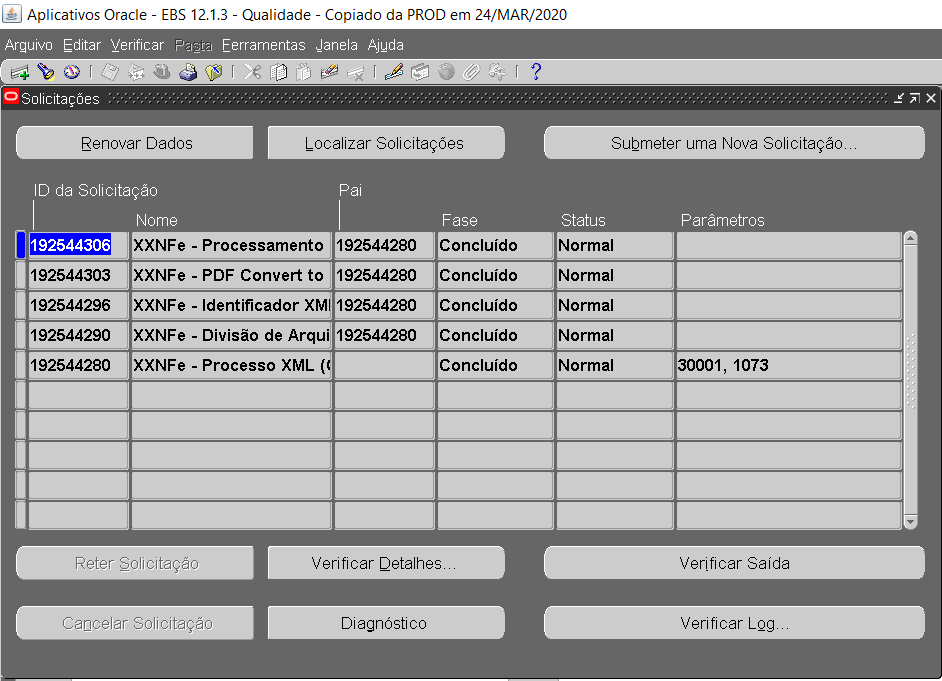 Aplicativos Oracle - EBS 12.1.3 - Qualidade - Copiado da PROD em 24/MAR/2020
Arquivo Editar Verificar Pasta Ferramentas Janela Ajuda
Solicitações
Renovar Dados Localizar Solicitações Submeter uma Nova Solicitação...
ID da Solicitação Pai
Nome Fase Status Parâmetros
192544306 XXNFe - Processamento 192544280 Concluído Normal
192544303 XXNFe - PDF Convert to 192544280 Concluído Normal
192544296 XXNFe - Identificador XMl 192544280 Concluído Normal
192544290 XXNFe - Divisão de Arqui 192544280 Concluído Normal
192544280 XXNFe - Processo XML ( Concluído Normal 30001, 1073
Reter Solicitação Verificar Detalhes... Verificar Saída
Cancelar Solicitação Diagnóstico Verificar Log...